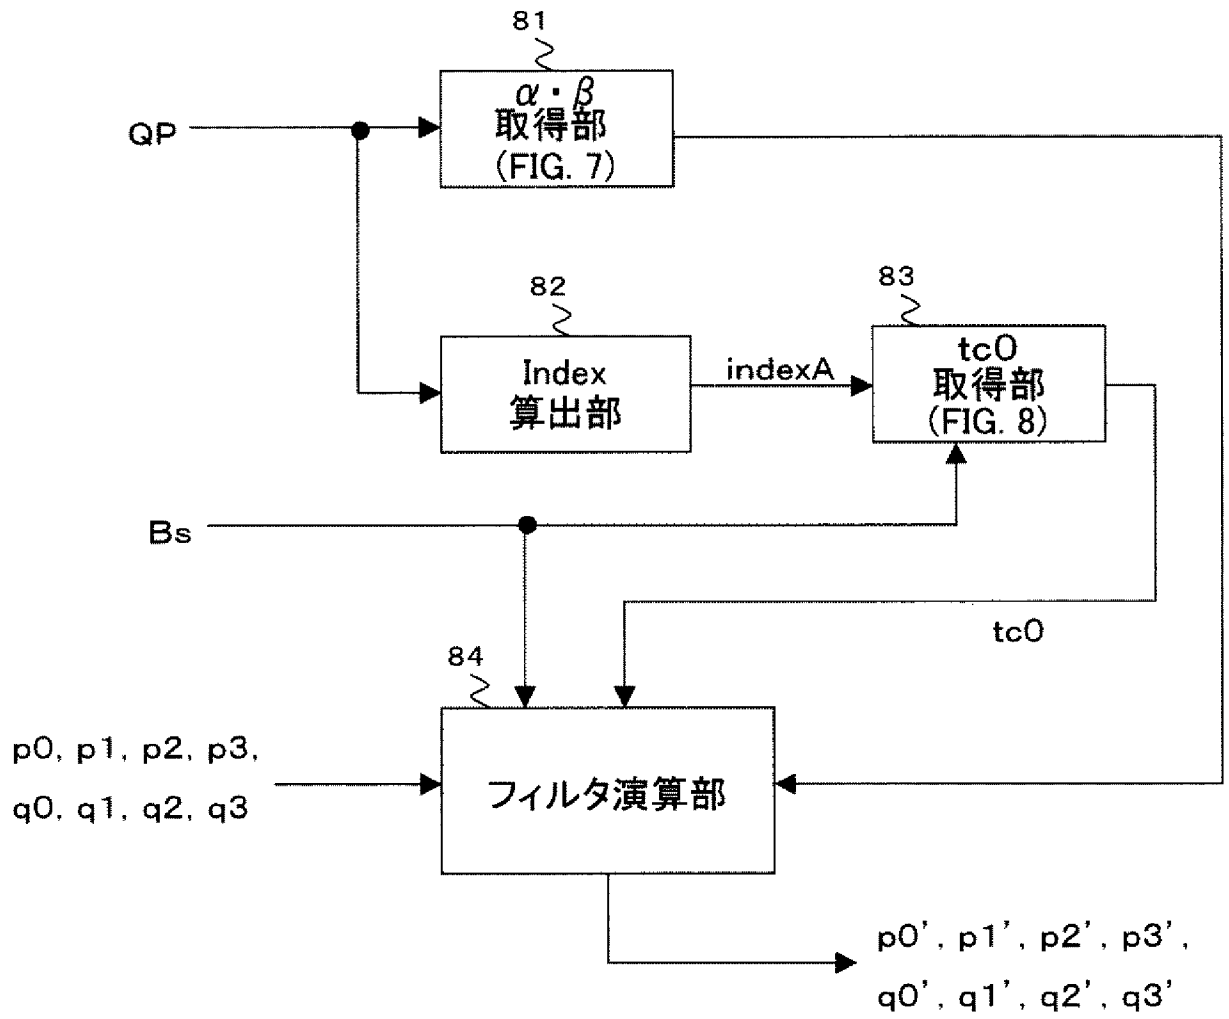 81
α・β
取得部
(FIG. 7)
QP
82
Index
算出部
indexA
83
tc0
取得部
(FIG. 8)
Bs
tc0
84
p0, p1, p2, p3,
q0, q1, q2, q3
フィルタ演算部
p0', p1', p2', p3',
q0', q1', q2', q3'